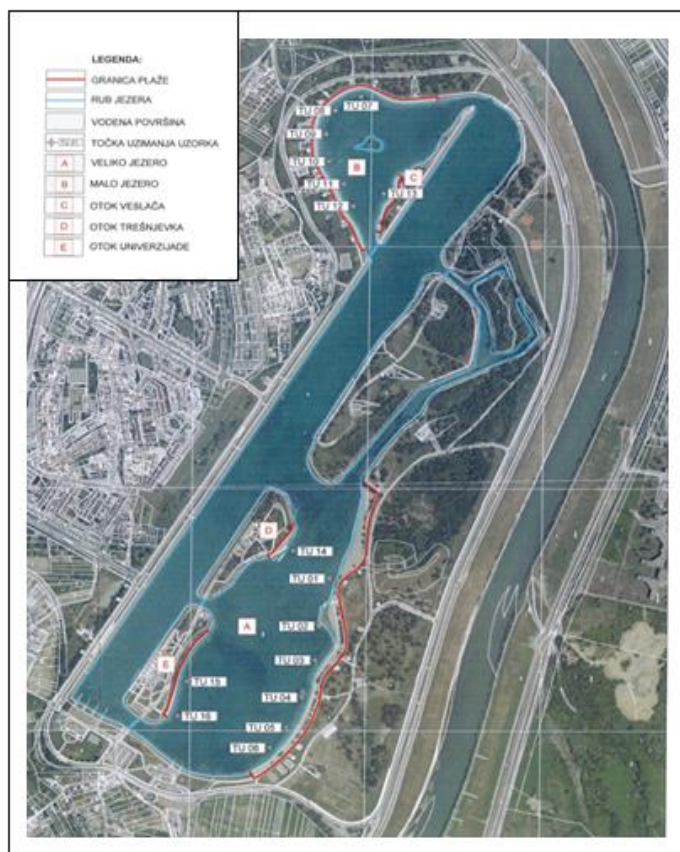 LEGENDA:
GRANICA PLAŽE
RUB JEZERA
VODENA POVRŠINA
TOČKA UZIMANJA UZORKA
A VELIKO JEZERO
B MALO JEZERO
C OTOK VESLAČA
D OTOK TREŠNJEVKA
E OTOK UNIVERZIJADE
TU 08
TU 07
TU 09
TU 10
B
C
TU 11
TU 13
TU 12
D
TU 14
TU 01
A
TU 02
TU 03
E
TU 15
TU 04
TU 16
TU 05
TU 06